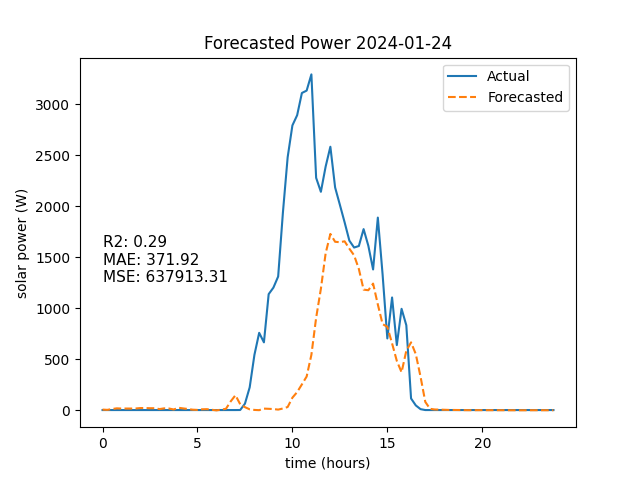 Forecasted Power 2024-01-24
Actual
Forecasted
R2: 0.29
MAE: 371.92
MSE: 637913.31
solar power (W)
3000
2500
2000
1500
1000
500
0
0 5 10 15 20
time (hours)